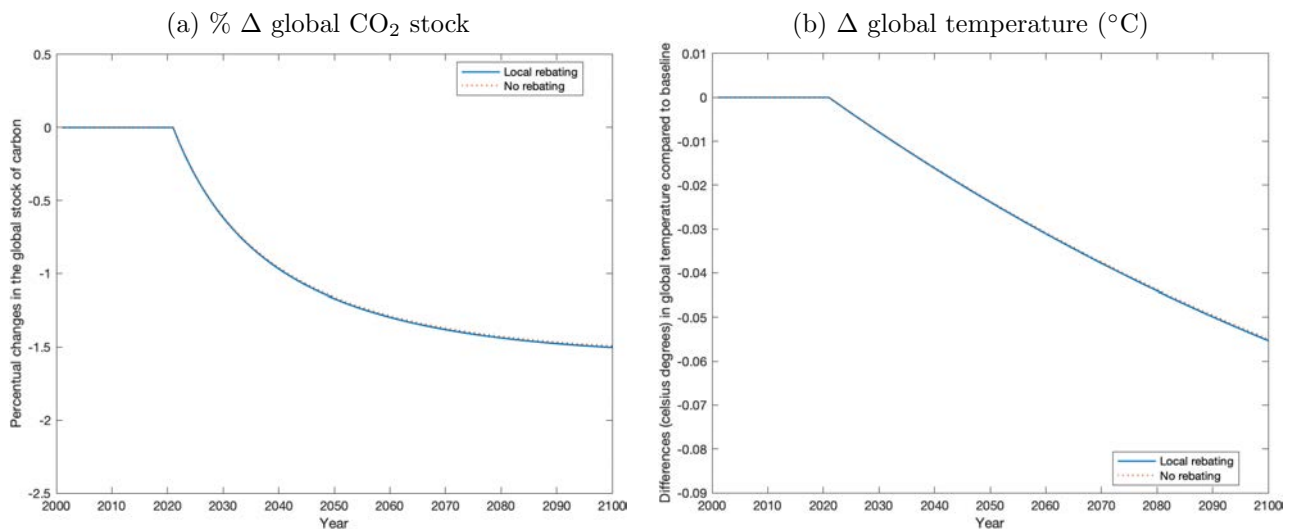 (a) % Δ global CO₂ stock
Percentual changes in the global stock of carbon
0.5
0
-0.5
-1
-1.5
-2
-2.5
Local rebating
No rebating
2000 2010 2020 2030 2040 2050 2060 2070 2080 2090 2100
Year
(b) Δ global temperature (°C)
Differences (celsius degrees) in global temperature compared to baseline
0.01
0
-0.01
-0.02
-0.03
-0.04
-0.05
-0.06
-0.07
-0.08
-0.09
Local rebating
No rebating
2000 2010 2020 2030 2040 2050 2060 2070 2080 2090 2100
Year